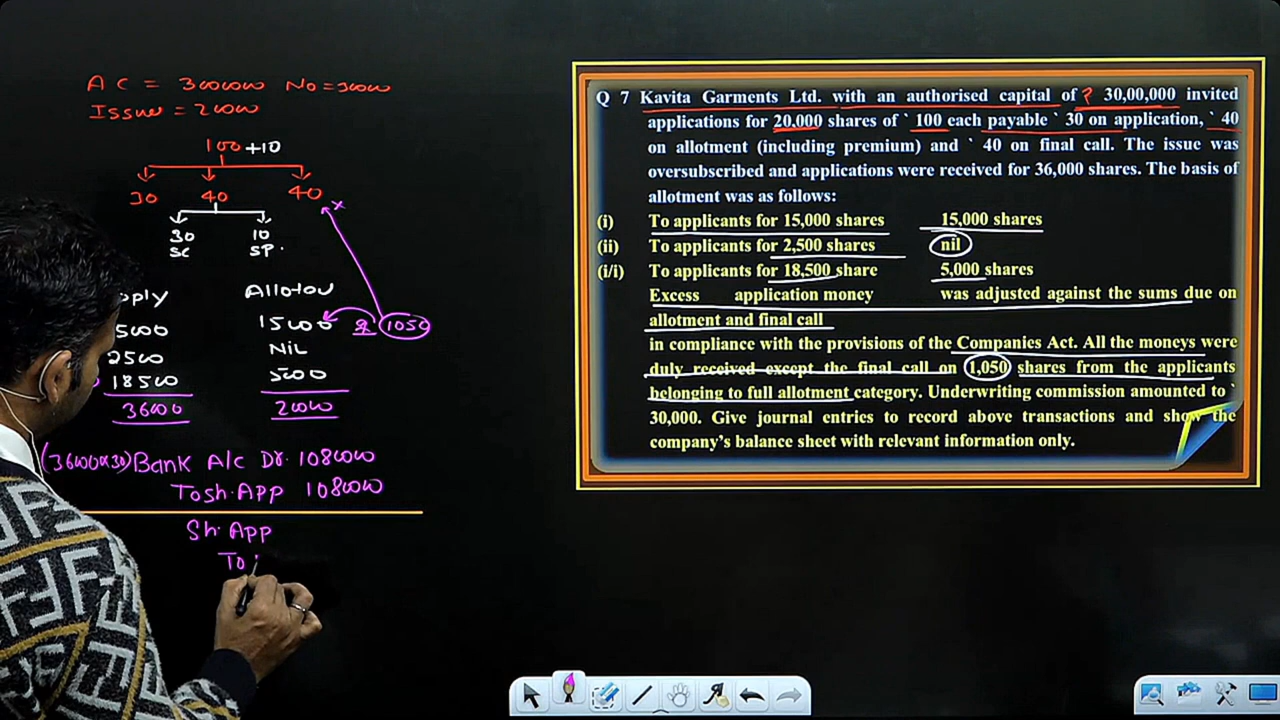 A C = 3000000 No = 30000
Issue = 20000
100 +10
30 40 40 x
30 10
SC SP.
pply Allotou
5000 15000 1050
2500 NiL
18500 5000
36000 20000
(36000x30) Bank A/c Dr. 1080000
To sh. App 1080000
Sh. App
To
Q 7 Kavita Garments Ltd. with an authorised capital of ? 30,00,000 invited
applications for 20,000 shares of ` 100 each payable ` 30 on application, ` 40
on allotment (including premium) and ` 40 on final call. The issue was
oversubscribed and applications were received for 36,000 shares. The basis of
allotment was as follows:
(i) To applicants for 15,000 shares 15,000 shares
(ii) To applicants for 2,500 shares nil
(i/i) To applicants for 18,500 share 5,000 shares
Excess application money was adjusted against the sums due on
allotment and final call
in compliance with the provisions of the Companies Act. All the moneys were
duly received except the final call on 1,050 shares from the applicants
belonging to full allotment category. Underwriting commission amounted to `
30,000. Give journal entries to record above transactions and show the
company's balance sheet with relevant information only.